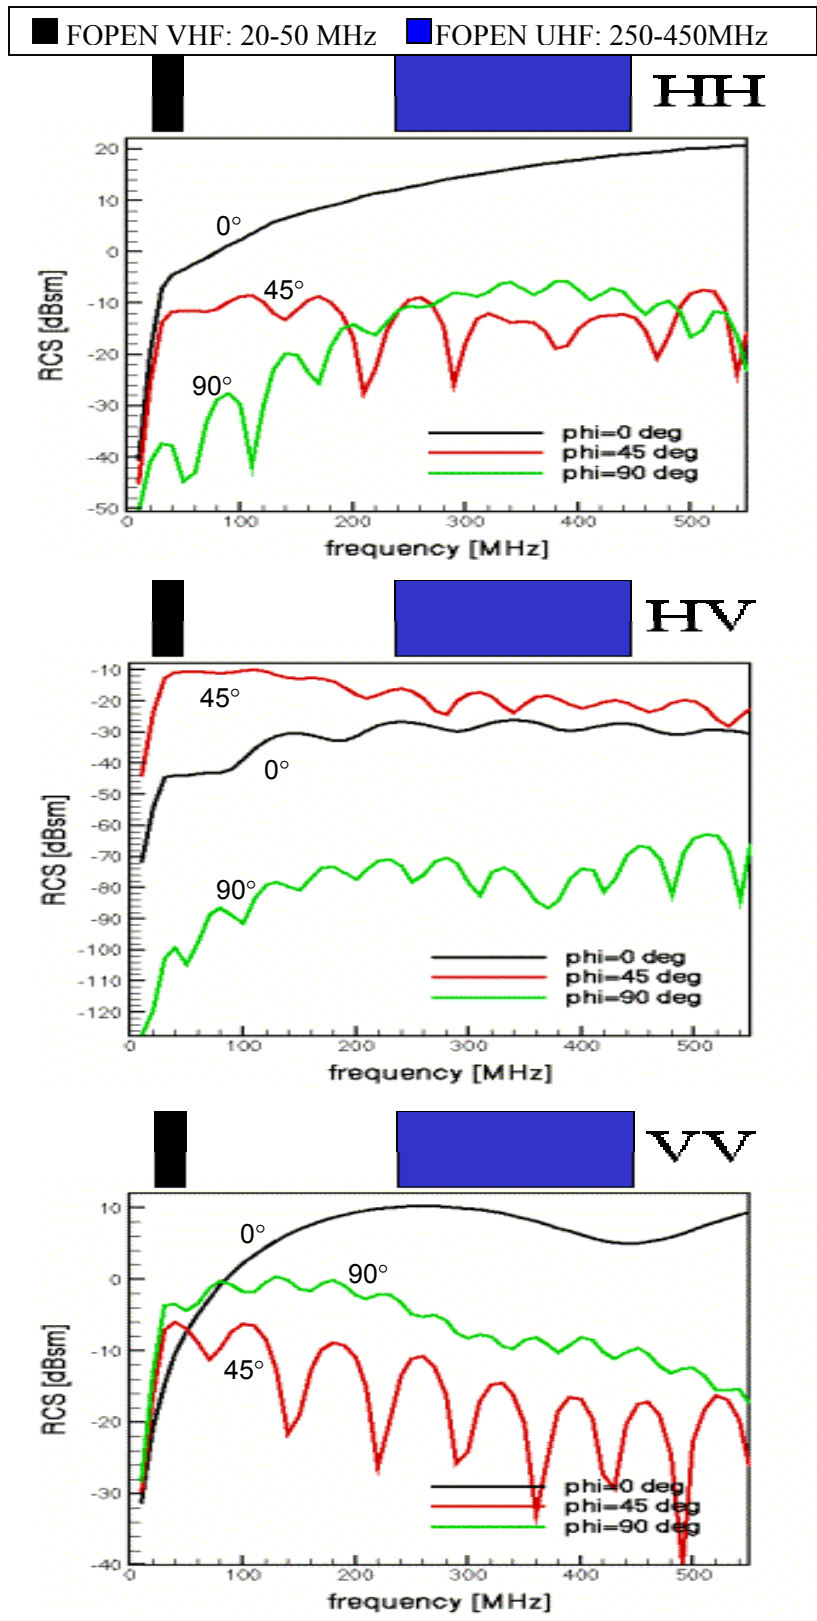 FOPEN VHF: 20-50 MHz FOPEN UHF: 250-450MHz
HH
20
10
0
-10
-20
-30
-40
-50
RCS [dBsm]
0°
45°
90°
phi=0 deg
phi=45 deg
phi=90 deg
0 100 200 300 400 500
frequency [MHz]
HV
-10
-20
-30
-40
-50
-60
-70
-80
-90
-100
-110
-120
RCS [dBsm]
45°
0°
90°
phi=0 deg
phi=45 deg
phi=90 deg
0 100 200 300 400 500
frequency [MHz]
VV
10
0
-10
-20
-30
-40
RCS [dBsm]
0°
90°
45°
phi=0 deg
phi=45 deg
phi=90 deg
0 100 200 300 400 500
frequency [MHz]